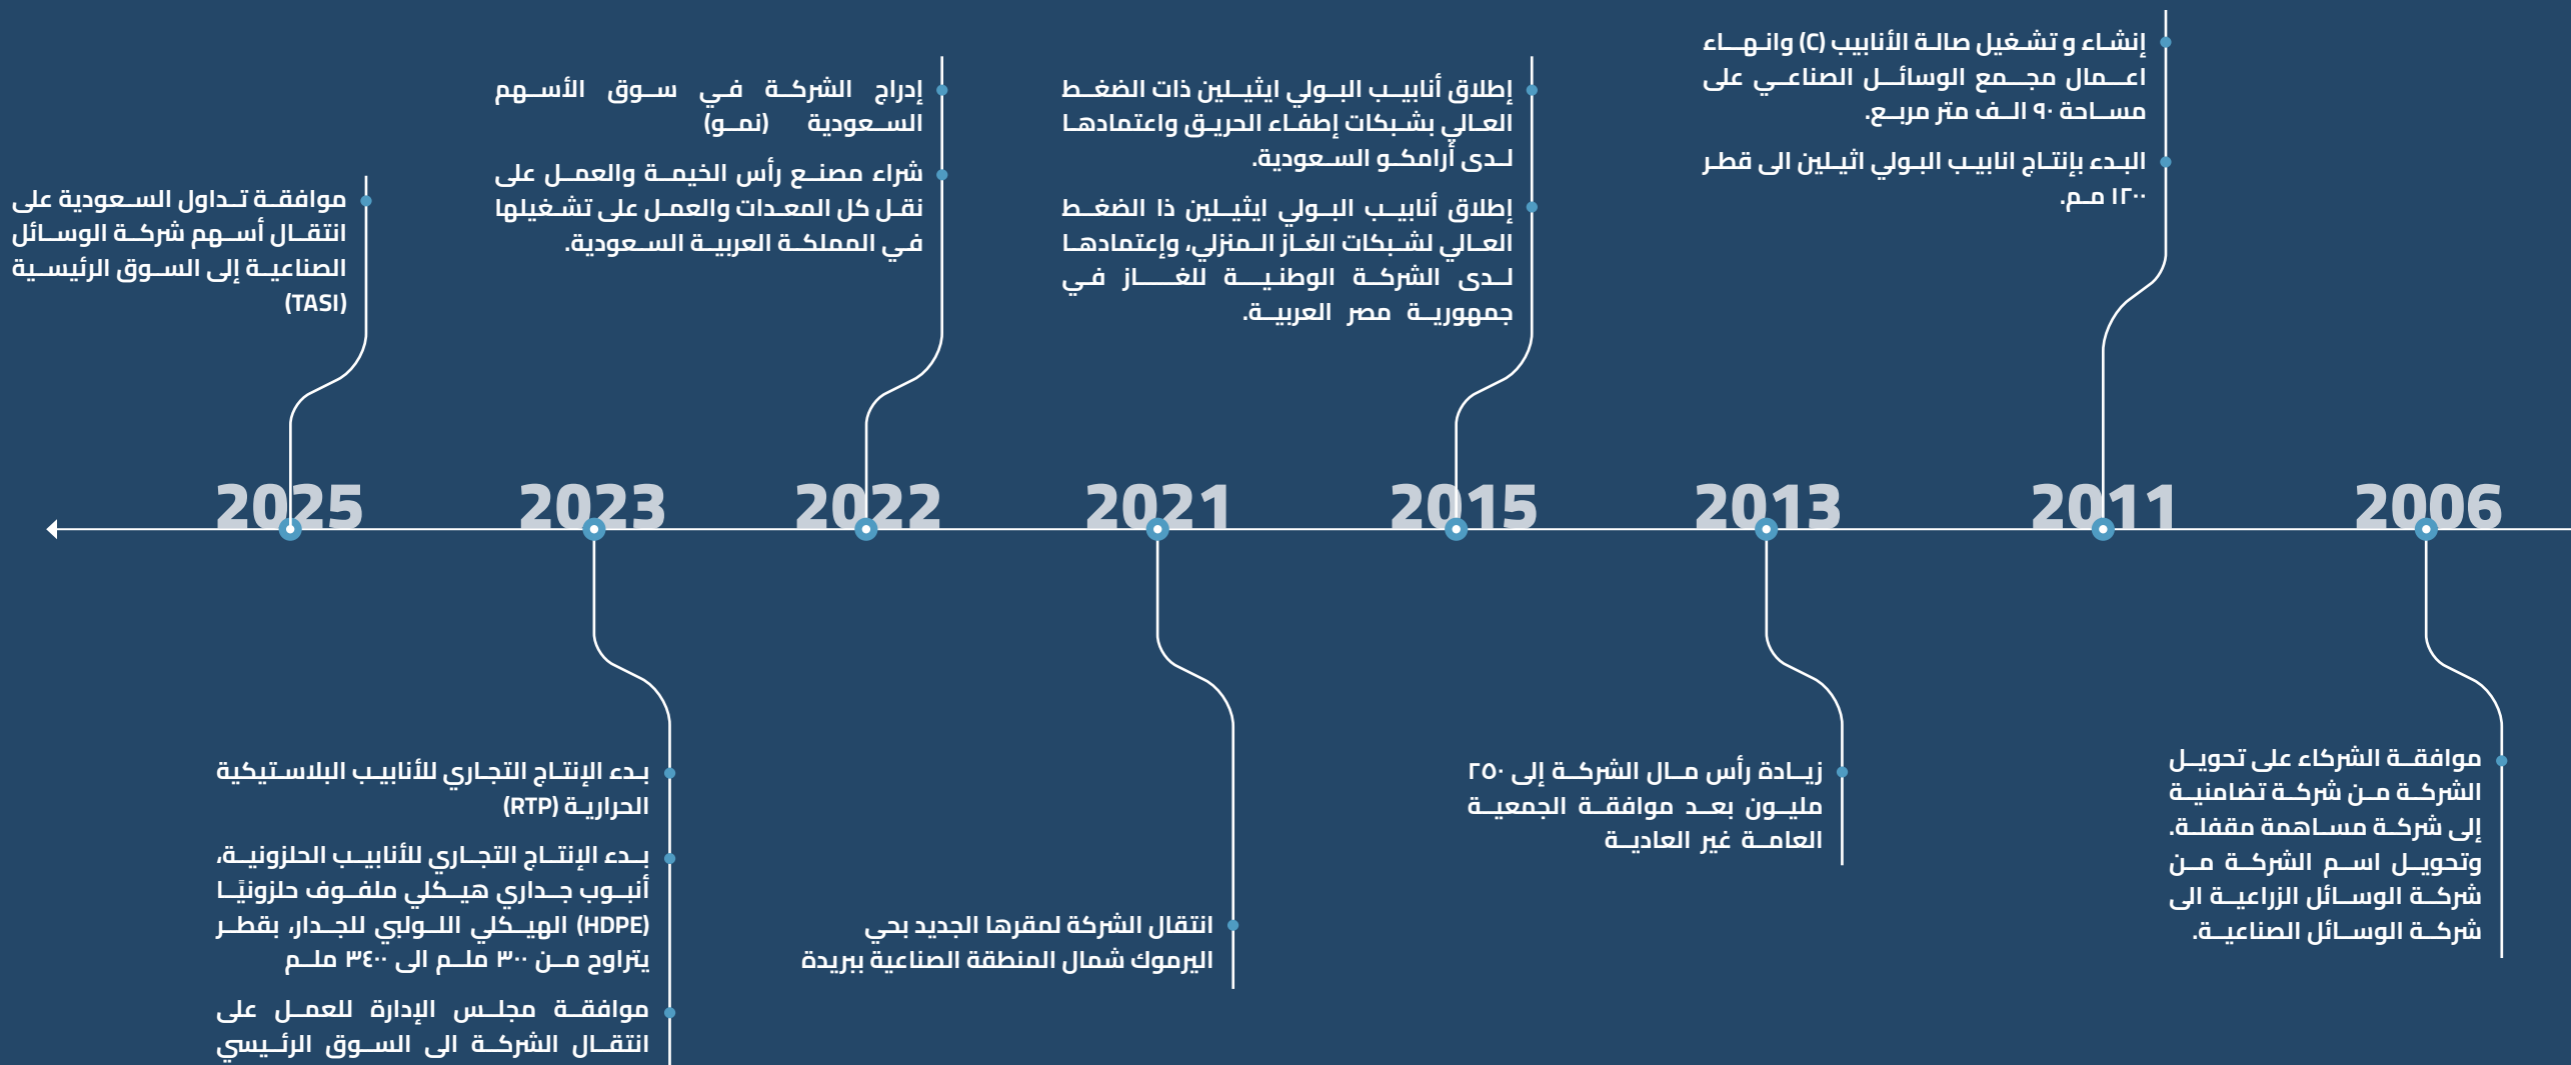 2006
موافقة الشركاء على تحويل
الشركة من شركة تضامنية
إلى شركة مساهمة مقفلة.
وتحويل اسم الشركة من
شركة الوسائل الزراعية الى
شركة الوسائل الصناعية.
2011
إنشاء و تشغيل صالة الأنابيب (C) وانهاء
اعمال مجمع الوسائل الصناعي على
مساحة ٩٠ الف متر مربع.
البدء بإنتاج انابيب البولي اثيلين الى قطر
١٢٠٠ مم.
2013
زيادة رأس مال الشركة إلى ٢٥٠
مليون بعد موافقة الجمعية
العامة غير العادية
2015
إطلاق أنابيب البولي ايثيلين ذات الضغط
العالي بشبكات إطفاء الحريق واعتمادها
لدى أرامكو السعودية.
إطلاق أنابيب البولي ايثيلين ذا الضغط
العالي لشبكات الغاز المنزلي، وإعتمادها
لدى الشركة الوطنية للغاز في
جمهورية مصر العربية.
2021
انتقال الشركة لمقرها الجديد بحي
اليرموك شمال المنطقة الصناعية ببريدة
2022
إدراج الشركة في سوق الأسهم
السعودية (نمو)
شراء مصنع رأس الخيمة والعمل على
نقل كل المعدات والعمل على تشغيلها
في المملكة العربية السعودية.
2023
بدء الإنتاج التجاري للأنابيب البلاستيكية
الحرارية (RTP)
بدء الإنتاج التجاري للأنابيب الحلزونية،
أنبوب جداري هيكلي ملفوف حلزونيًا
(HDPE) الهيكلي اللولبي للجدار، بقطر
يتراوح من ٣٠٠ ملم الى ٣٤٠٠ ملم
موافقة مجلس الإدارة للعمل على
انتقال الشركة الى السوق الرئيسي
2025
موافقة تداول السعودية على
انتقال أسهم شركة الوسائل
الصناعية إلى السوق الرئيسية
(TASI)